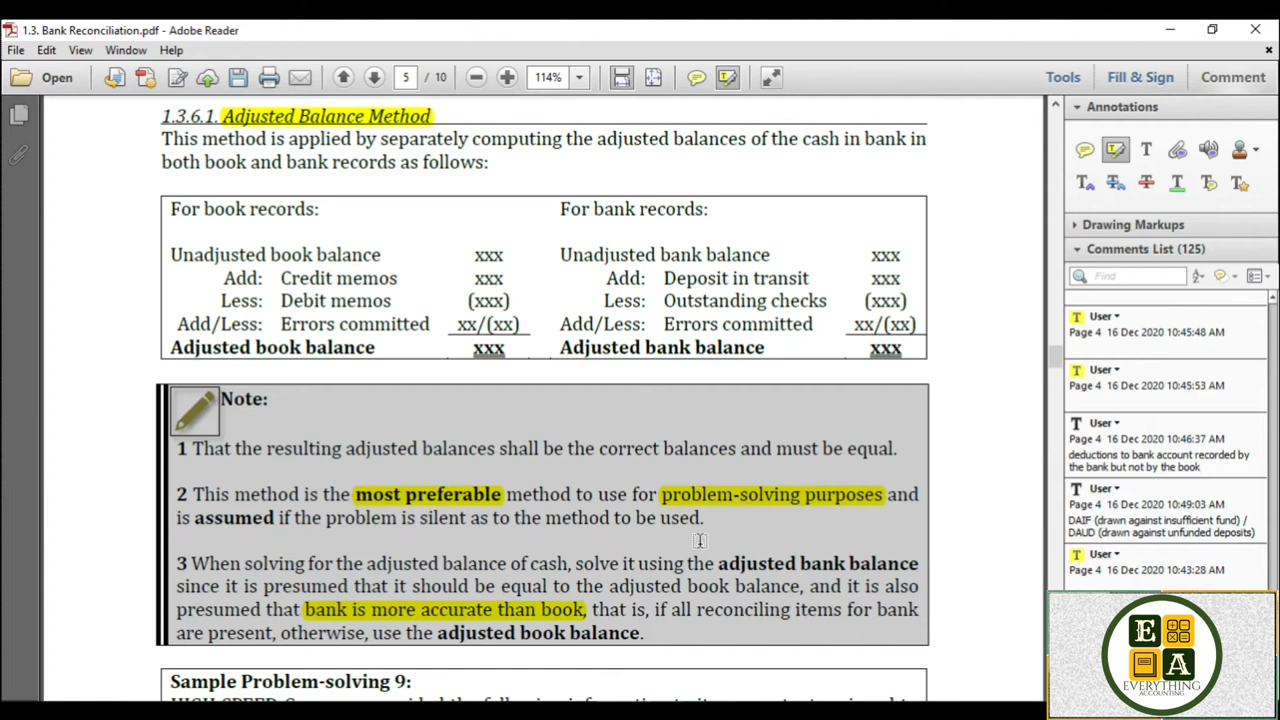 1.3. Bank Reconciliation.pdf - Adobe Reader
File Edit View Window Help
Open 5 / 10 114% Tools Fill & Sign Comment
1.3.6.1. Adjusted Balance Method
This method is applied by separately computing the adjusted balances of the cash in bank in
both book and bank records as follows:
For book records: For bank records:
Unadjusted book balance xxx Unadjusted bank balance xxx
Add: Credit memos xxx Add: Deposit in transit xxx
Less: Debit memos (xxx) Less: Outstanding checks (xxx)
Add/Less: Errors committed xx/(xx) Add/Less: Errors committed xx/(xx)
Adjusted book balance xxx Adjusted bank balance xxx
Note:
1 That the resulting adjusted balances shall be the correct balances and must be equal.
2 This method is the most preferable method to use for problem-solving purposes and
is assumed if the problem is silent as to the method to be used.
3 When solving for the adjusted balance of cash, solve it using the adjusted bank balance
since it is presumed that it should be equal to the adjusted book balance, and it is also
presumed that bank is more accurate than book, that is, if all reconciling items for bank
are present, otherwise, use the adjusted book balance.
Sample Problem-solving 9:
Annotations
Drawing Markups
Comments List (125)
Find
User
Page 4 16 Dec 2020 10:45:48 AM
User
Page 4 16 Dec 2020 10:45:53 AM
User
Page 4 16 Dec 2020 10:46:37 AM
deductions to bank account recorded by
the bank but not by the book
User
Page 4 16 Dec 2020 10:49:03 AM
DAIF (drawn against insufficient fund) /
DAUD (drawn against unfunded deposits)
User
Page 4 16 Dec 2020 10:43:28 AM
E
A
EVERYTHING
ACCOUNTING